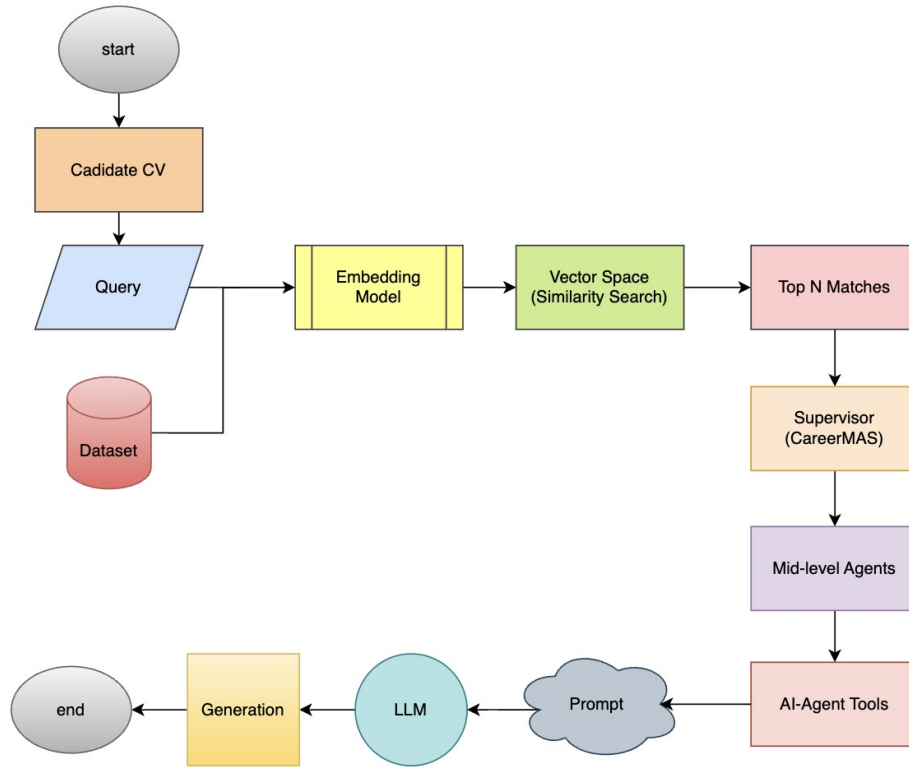 start
Cadidate CV
Query
Embedding
Model
Vector Space
(Similarity Search)
Top N Matches
Dataset
Supervisor
(CareerMAS)
Mid-level Agents
AI-Agent Tools
Prompt
LLM
Generation
end